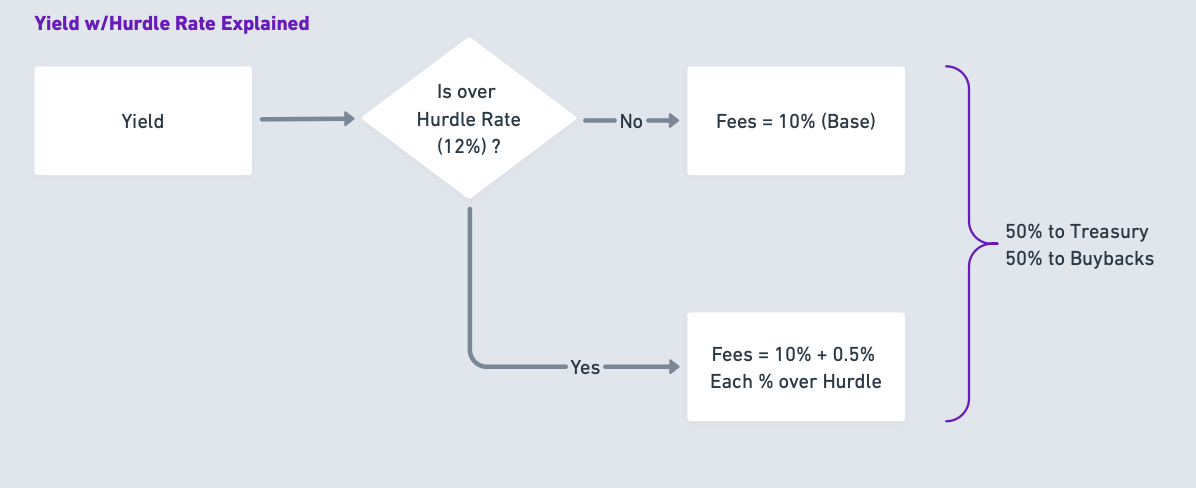 Yield w/Hurdle Rate Explained
Yield
Is over
Hurdle Rate
(12%) ?
No
Fees = 10% (Base)
50% to Treasury
50% to Buybacks
Yes
Fees = 10% + 0.5%
Each % over Hurdle